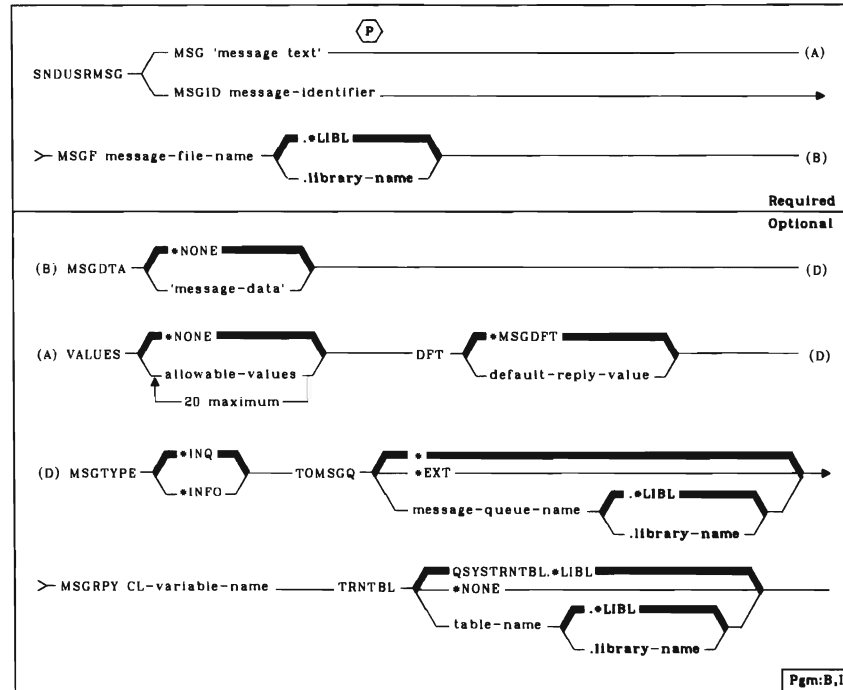 P
MSG 'message text' (A)
SNDUSRMSG
MSGID message-identifier
.*LIBL
MSGF message-file-name (B)
.library-name
Required
Optional
*NONE
(B) MSGDTA (D)
'message-data'
*NONE *MSGDFT
(A) VALUES DFT (D)
allowable-values default-reply-value
20 maximum
*INQ *
(D) MSGTYPE TOMSGQ *EXT
*INFO .*LIBL
message-queue-name
.library-name
QSYSTRNTBL.*LIBL
MSGRPY CL-variable-name TRNTBL *NONE
.*LIBL
table-name
.library-name
Pgm:B,I